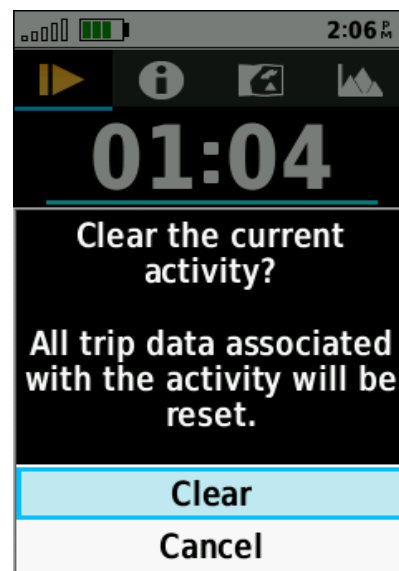 2:06 PM
01:04
Clear the current
activity?
All trip data associated
with the activity will be
reset.
Clear
Cancel